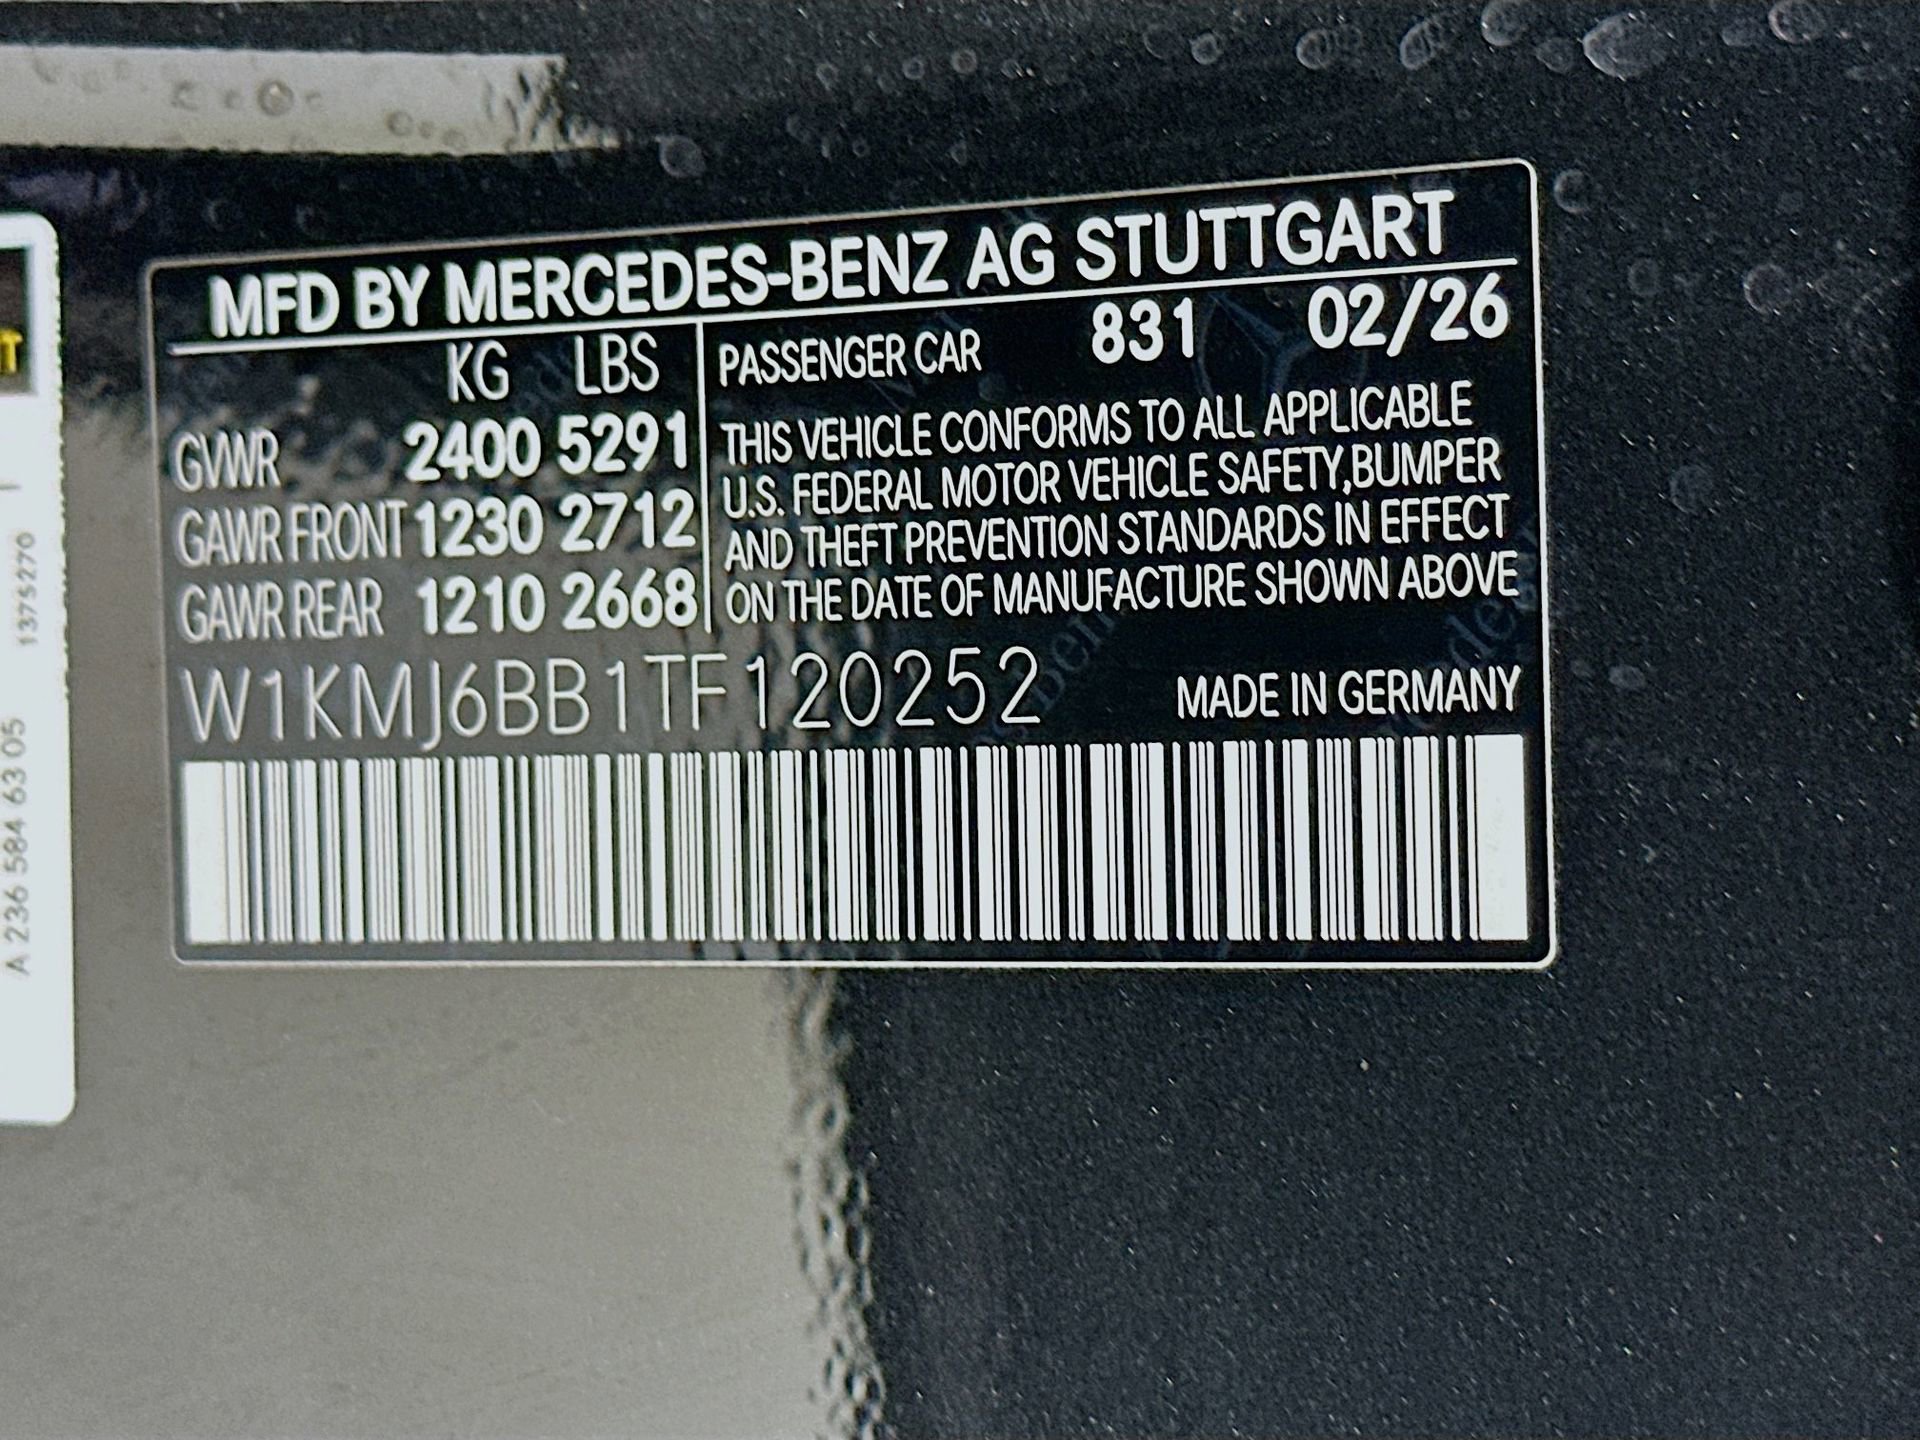 MFD BY MERCEDES-BENZ AG STUTTGART
KG LBS
GVWR 2400 5291
GAWR FRONT 1230 2712
GAWR REAR 1210 2668
PASSENGER CAR 831 02/26
THIS VEHICLE CONFORMS TO ALL APPLICABLE
U.S. FEDERAL MOTOR VEHICLE SAFETY,BUMPER
AND THEFT PREVENTION STANDARDS IN EFFECT
ON THE DATE OF MANUFACTURE SHOWN ABOVE
W1KMJ6BB1TF120252 MADE IN GERMANY
A 236 584 63 05
1375270